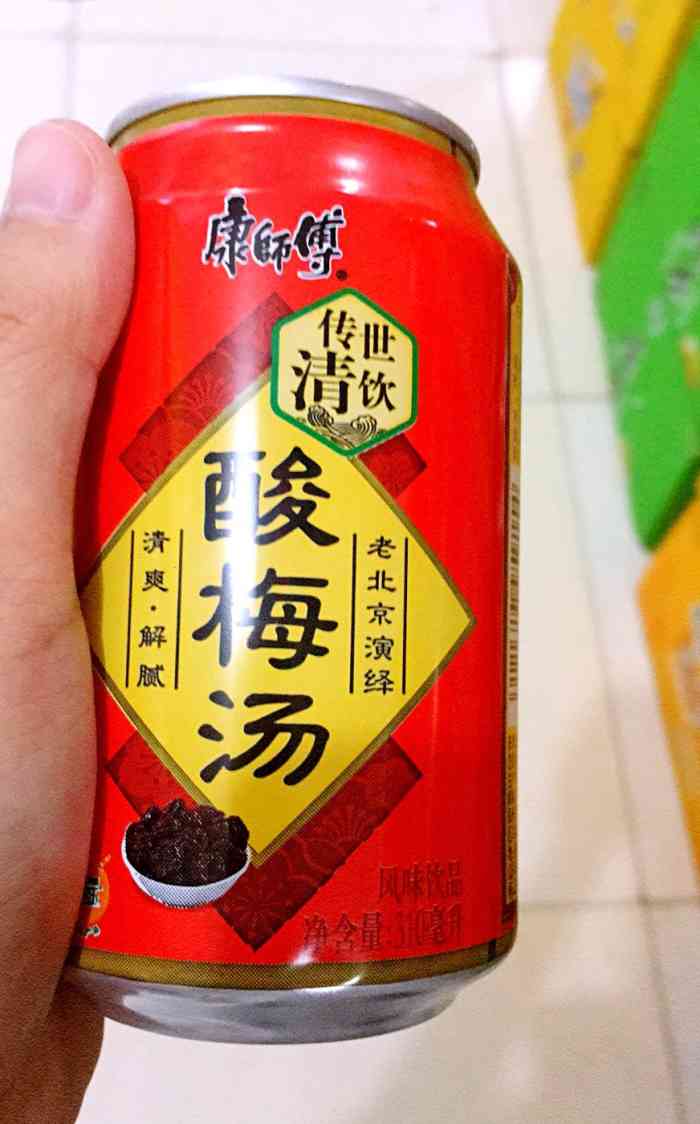 康師傅
传世
清饮
酸梅汤
老北京演绎
清爽·解腻
风味饮品
净含量:310毫升